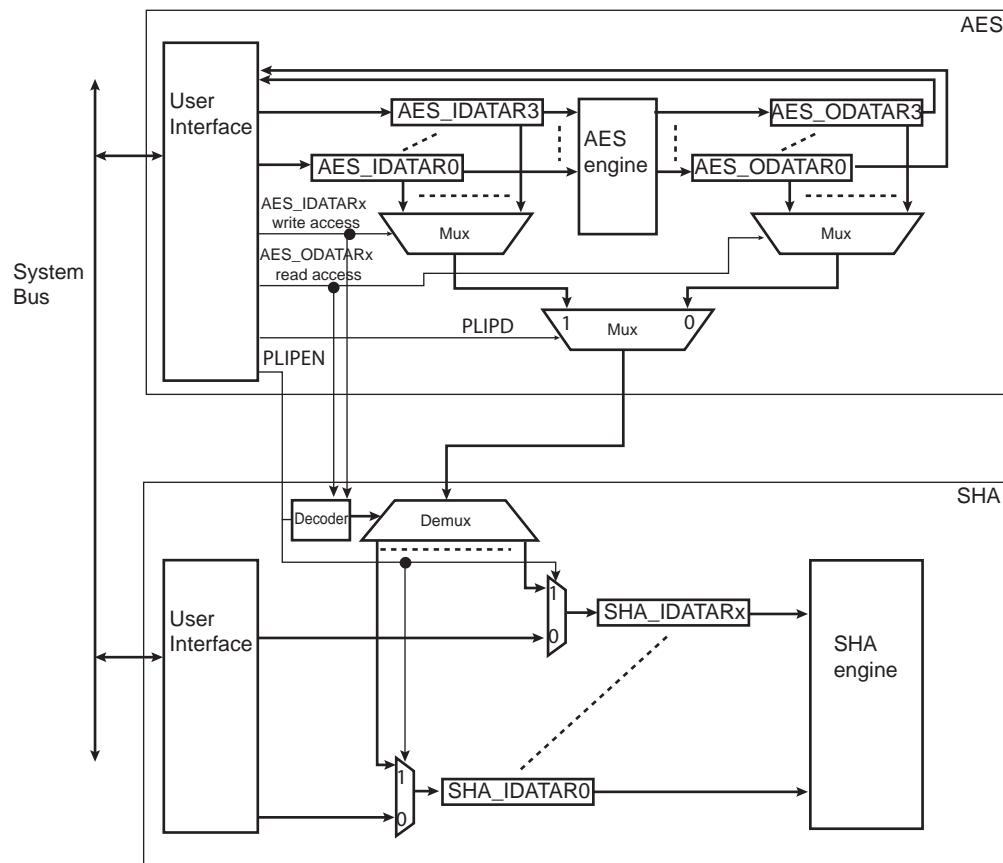 AES
User
Interface
AES_IDATAR3
AES_IDATAR0
AES
engine
AES_ODATAR3
AES_ODATAR0
AES_IDATARx
write access
Mux
Mux
AES_ODATARx
read access
System
Bus
PLIPD
1
Mux
0
PLIPEN
SHA
Decoder
Demux
User
Interface
1
0
SHA_IDATARx
SHA
engine
1
0
SHA_IDATAR0